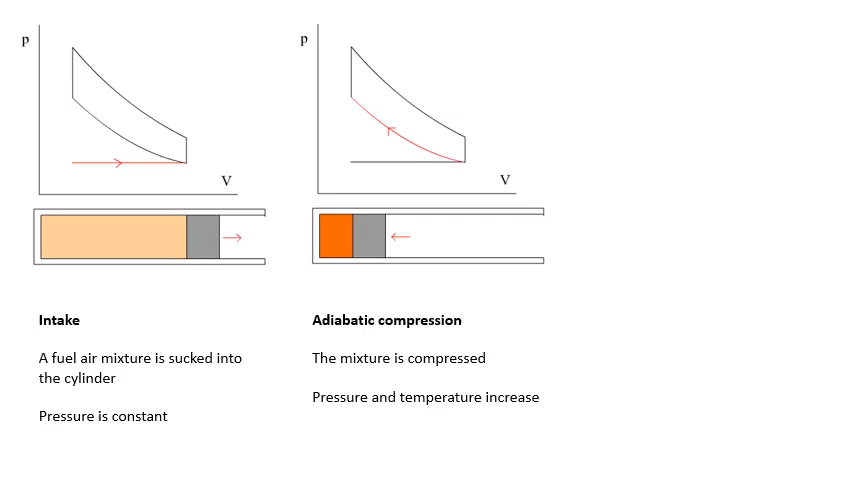 p
V
p
V
Intake
A fuel air mixture is sucked into
the cylinder
Pressure is constant
Adiabatic compression
The mixture is compressed
Pressure and temperature increase